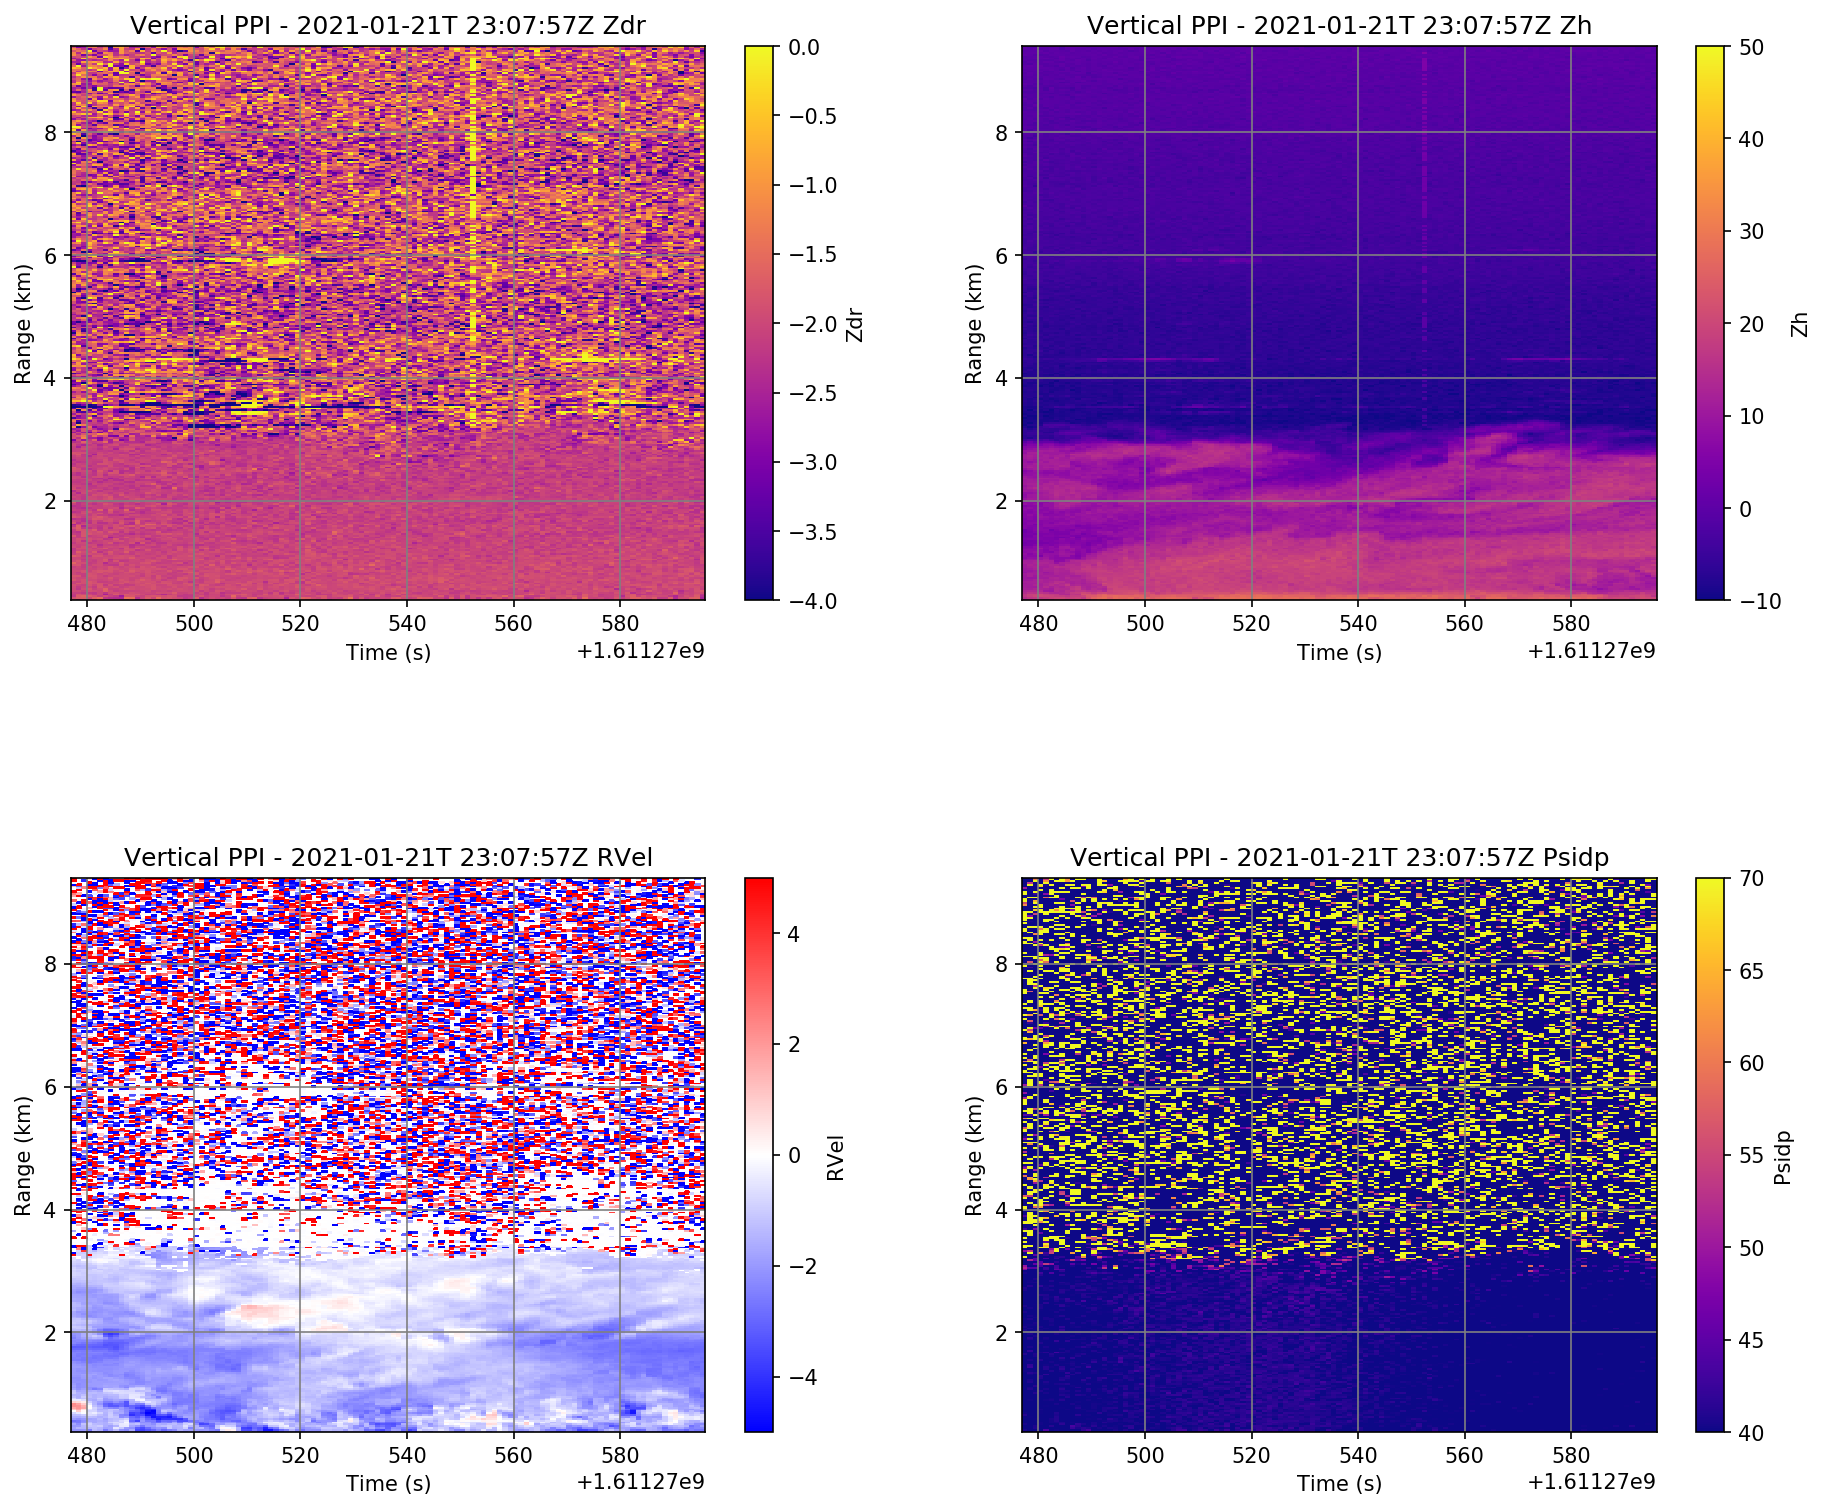 Vertical PPI - 2021-01-21T 23:07:57Z Zdr
Range (km)
8
6
4
2
480 500 520 540 560 580
Time (s)
+1.61127e9
0.0
−0.5
−1.0
−1.5
−2.0
−2.5
−3.0
−3.5
−4.0
Zdr
Vertical PPI - 2021-01-21T 23:07:57Z Zh
Range (km)
8
6
4
2
480 500 520 540 560 580
Time (s)
+1.61127e9
50
40
30
20
10
0
−10
Zh
Vertical PPI - 2021-01-21T 23:07:57Z RVel
Range (km)
8
6
4
2
480 500 520 540 560 580
Time (s)
+1.61127e9
4
2
0
−2
−4
RVel
Vertical PPI - 2021-01-21T 23:07:57Z Psidp
Range (km)
8
6
4
2
480 500 520 540 560 580
Time (s)
+1.61127e9
70
65
60
55
50
45
40
Psidp